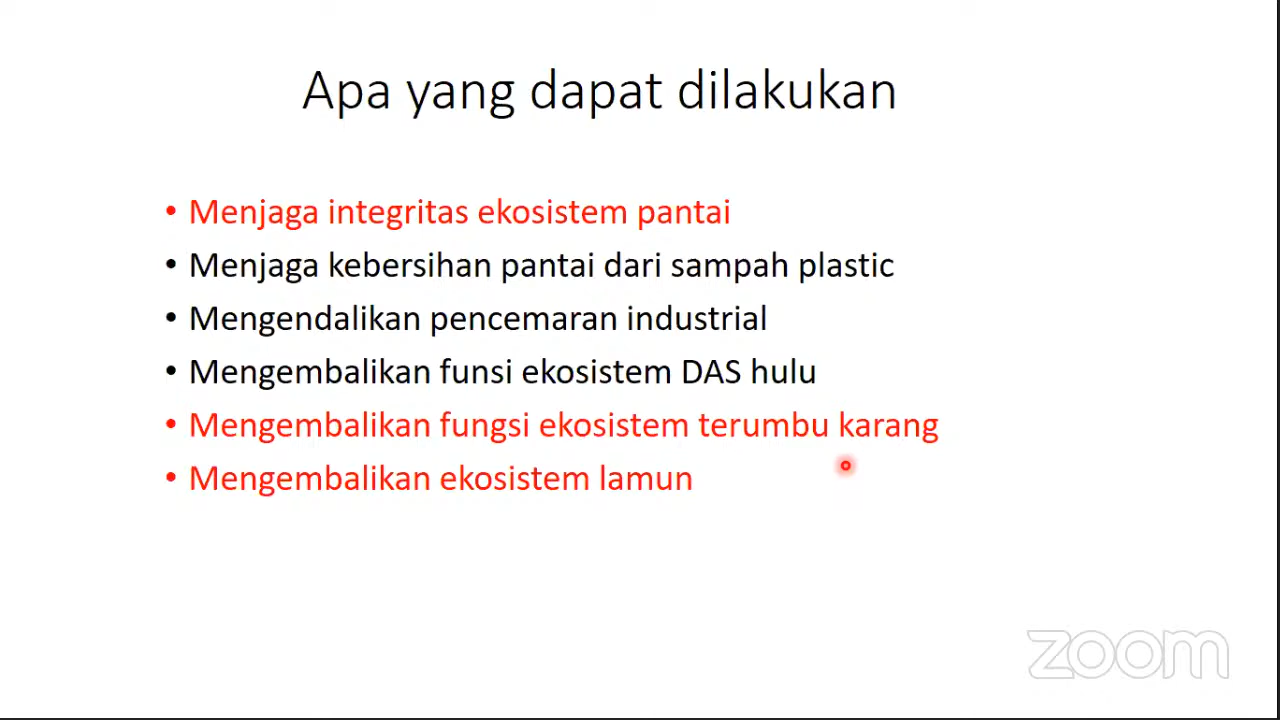 Apa yang dapat dilakukan
• Menjaga integritas ekosistem pantai
• Menjaga kebersihan pantai dari sampah plastic
• Mengendalikan pencemaran industrial
• Mengembalikan funsi ekosistem DAS hulu
• Mengembalikan fungsi ekosistem terumbu karang
• Mengembalikan ekosistem lamun
zoom